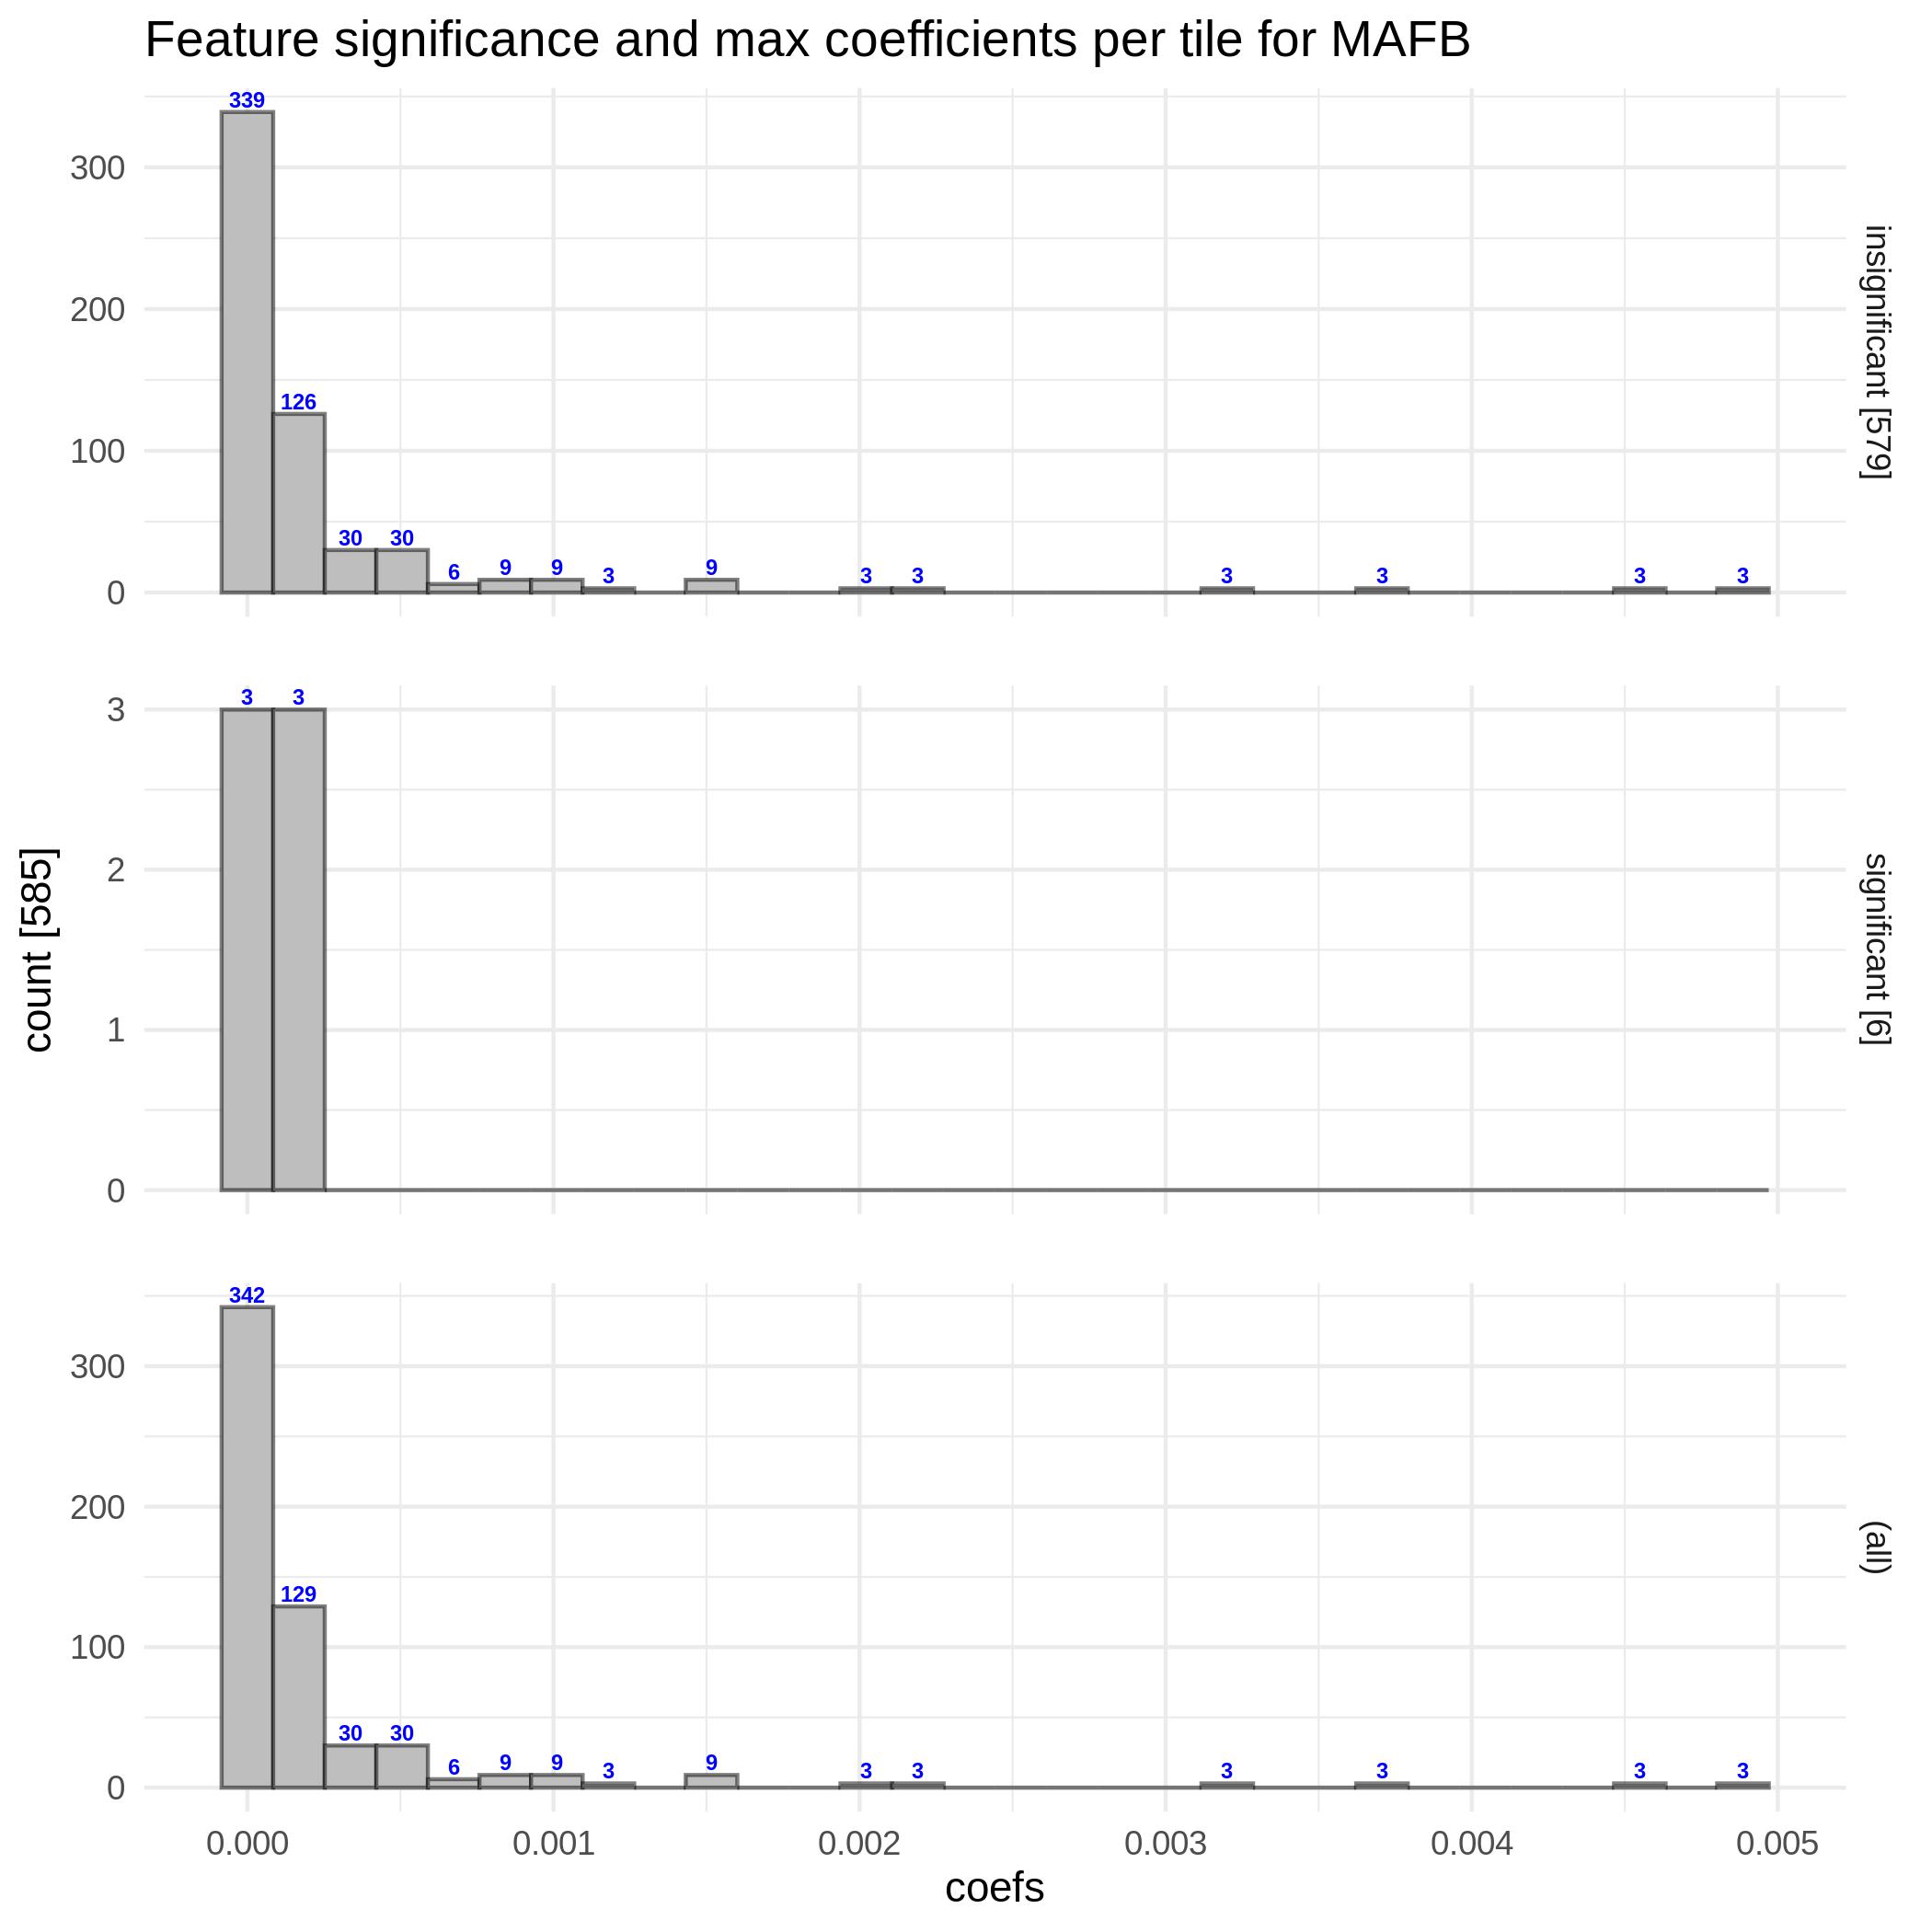 Feature significance and max coefficients per tile for MAFB
339
300
200
126
100
30 30
6 9 9 3 9 3 3 3 3 3 3
0
insignificant [579]
3 3
3
2
1
0
count [585]
significant [6]
342
300
200
129
100
30 30
6 9 9 3 9 3 3 3 3 3 3
0
(all)
0.000 0.001 0.002 0.003 0.004 0.005
coefs